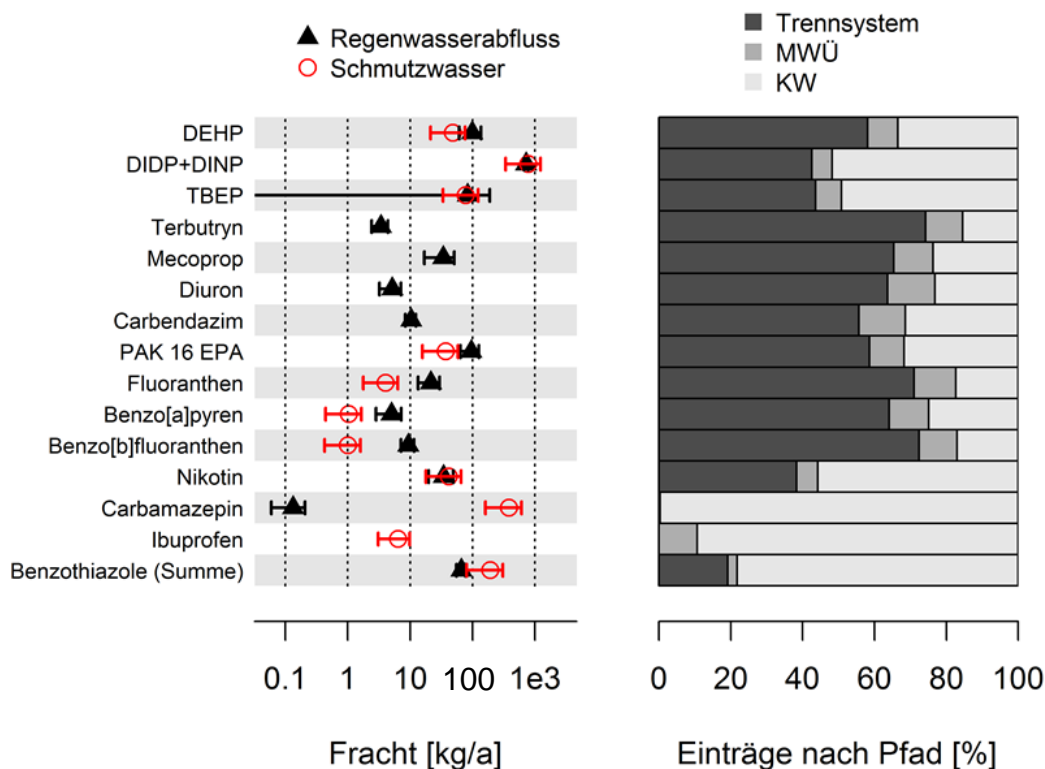 Regenwasserabfluss
Schmutzwasser
Trennsystem
MWÜ
KW
DEHP
DIDP+DINP
TBEP
Terbutryn
Mecoprop
Diuron
Carbendazim
PAK 16 EPA
Fluoranthen
Benzo[a]pyren
Benzo[b]fluoranthen
Nikotin
Carbamazepin
Ibuprofen
Benzothiazole (Summe)
0.1 1 10 100 1e3
0 20 40 60 80 100
Fracht [kg/a]
Einträge nach Pfad [%]